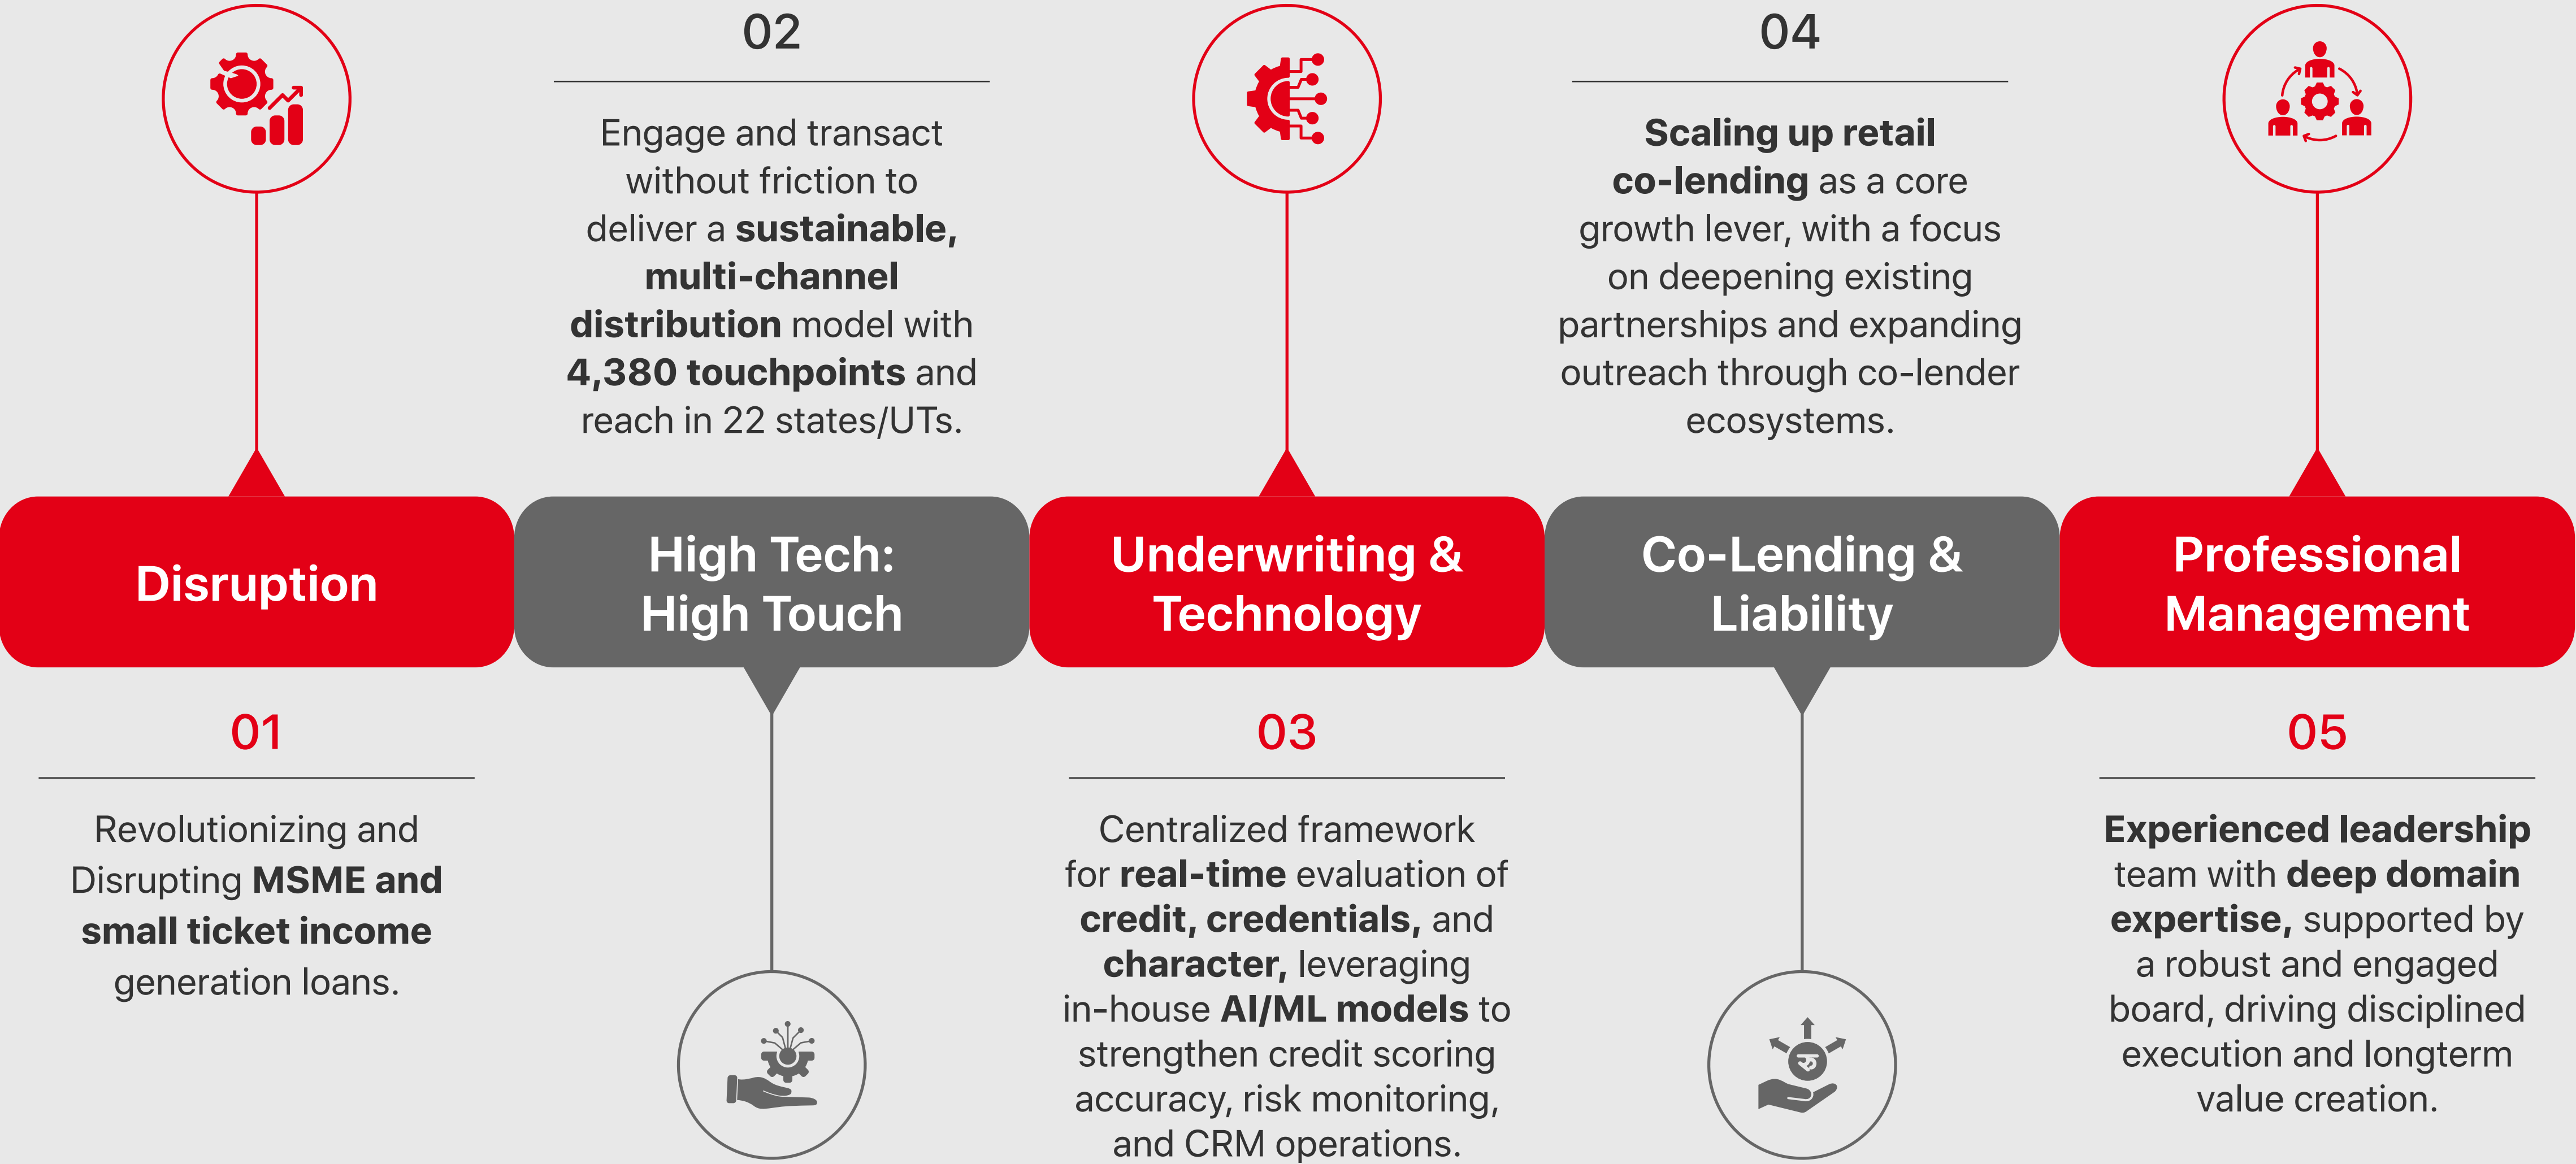 Disruption
01
Revolutionizing and
Disrupting MSME and
small ticket income
generation loans.
02
Engage and transact
without friction to
deliver a sustainable,
multi-channel
distribution model with
4,380 touchpoints and
reach in 22 states/UTs.
High Tech:
High Touch
Underwriting &
Technology
03
Centralized framework
for real-time evaluation of
credit, credentials, and
character, leveraging
in-house AI/ML models to
strengthen credit scoring
accuracy, risk monitoring,
and CRM operations.
04
Scaling up retail
co-lending as a core
growth lever, with a focus
on deepening existing
partnerships and expanding
outreach through co-lender
ecosystems.
Co-Lending &
Liability
Professional
Management
05
Experienced leadership
team with deep domain
expertise, supported by
a robust and engaged
board, driving disciplined
execution and longterm
value creation.